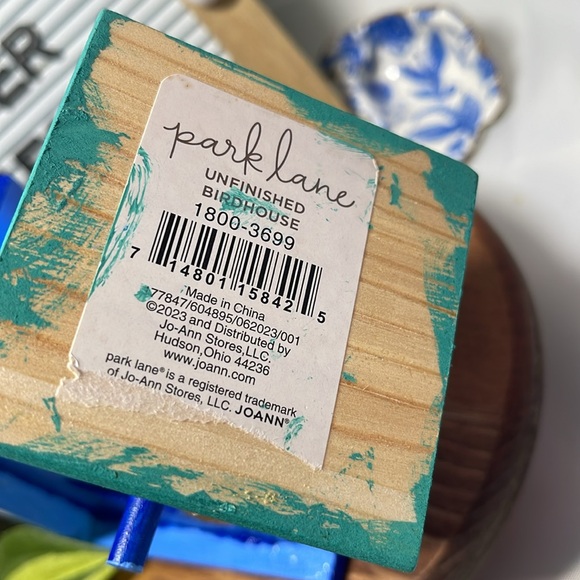 ER
park lane
UNFINISHED
BIRDHOUSE
1800-3699
7 14801 15842 5
Made in China
77847/604895/062023/001
©2023 and Distributed by
Jo-Ann Stores, LLC.
Hudson, Ohio 44236
www.joann.com
park lane® is a registered trademark
of Jo-Ann Stores, LLC. JOANN®